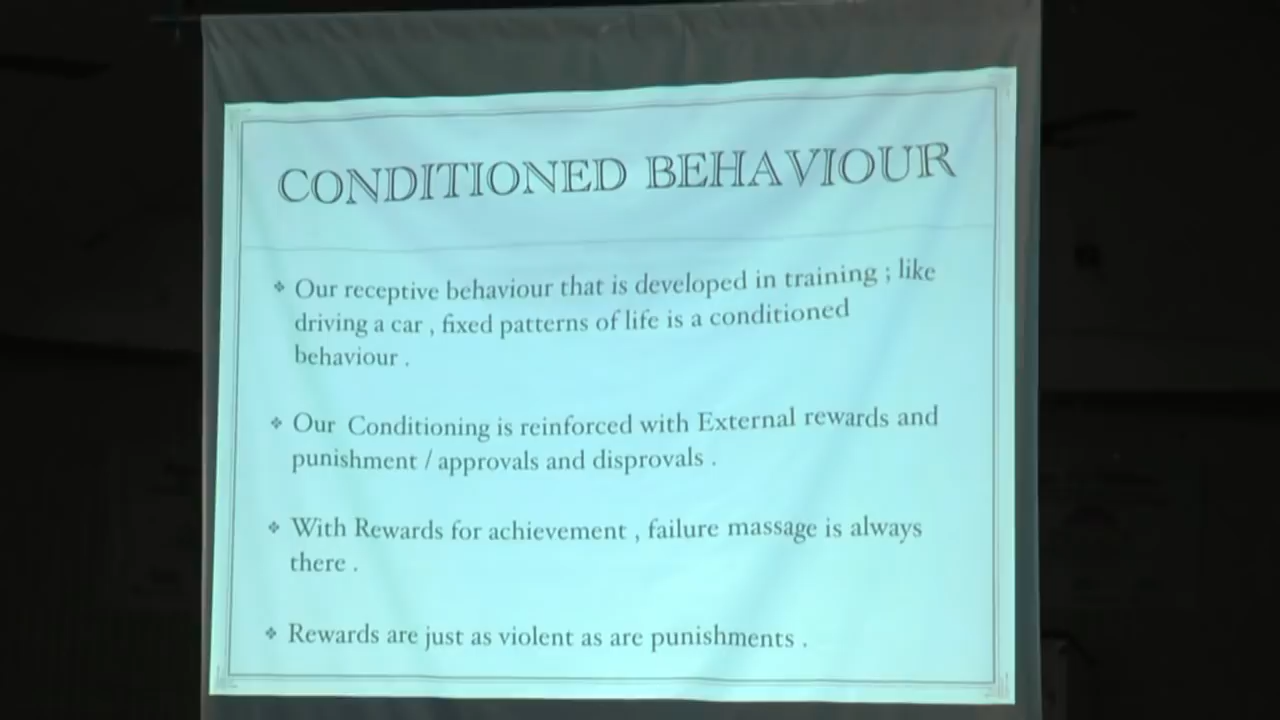 CONDITIONED BEHAVIOUR
❖ Our receptive behaviour that is developed in training ; like
driving a car , fixed patterns of life is a conditioned
behaviour .
❖ Our Conditioning is reinforced with External rewards and
punishment / approvals and disprovals .
❖ With Rewards for achievement , failure massage is always
there .
❖ Rewards are just as violent as are punishments .